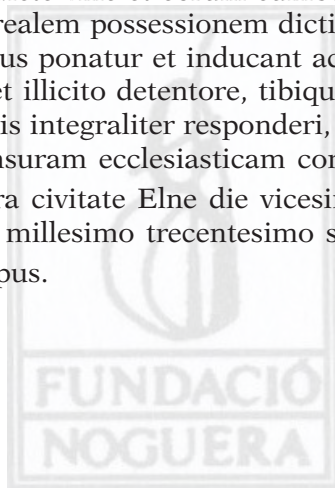 realem possessionem dicti
us ponatur et inducant ac
et illicito detentore, tibiqu
is integraliter responderi,
nsuram ecclesiasticam con
ra civitate Elne die vicesi
millesimo trecentesimo s
pus.
FUNDACIÓ
NOGUERA